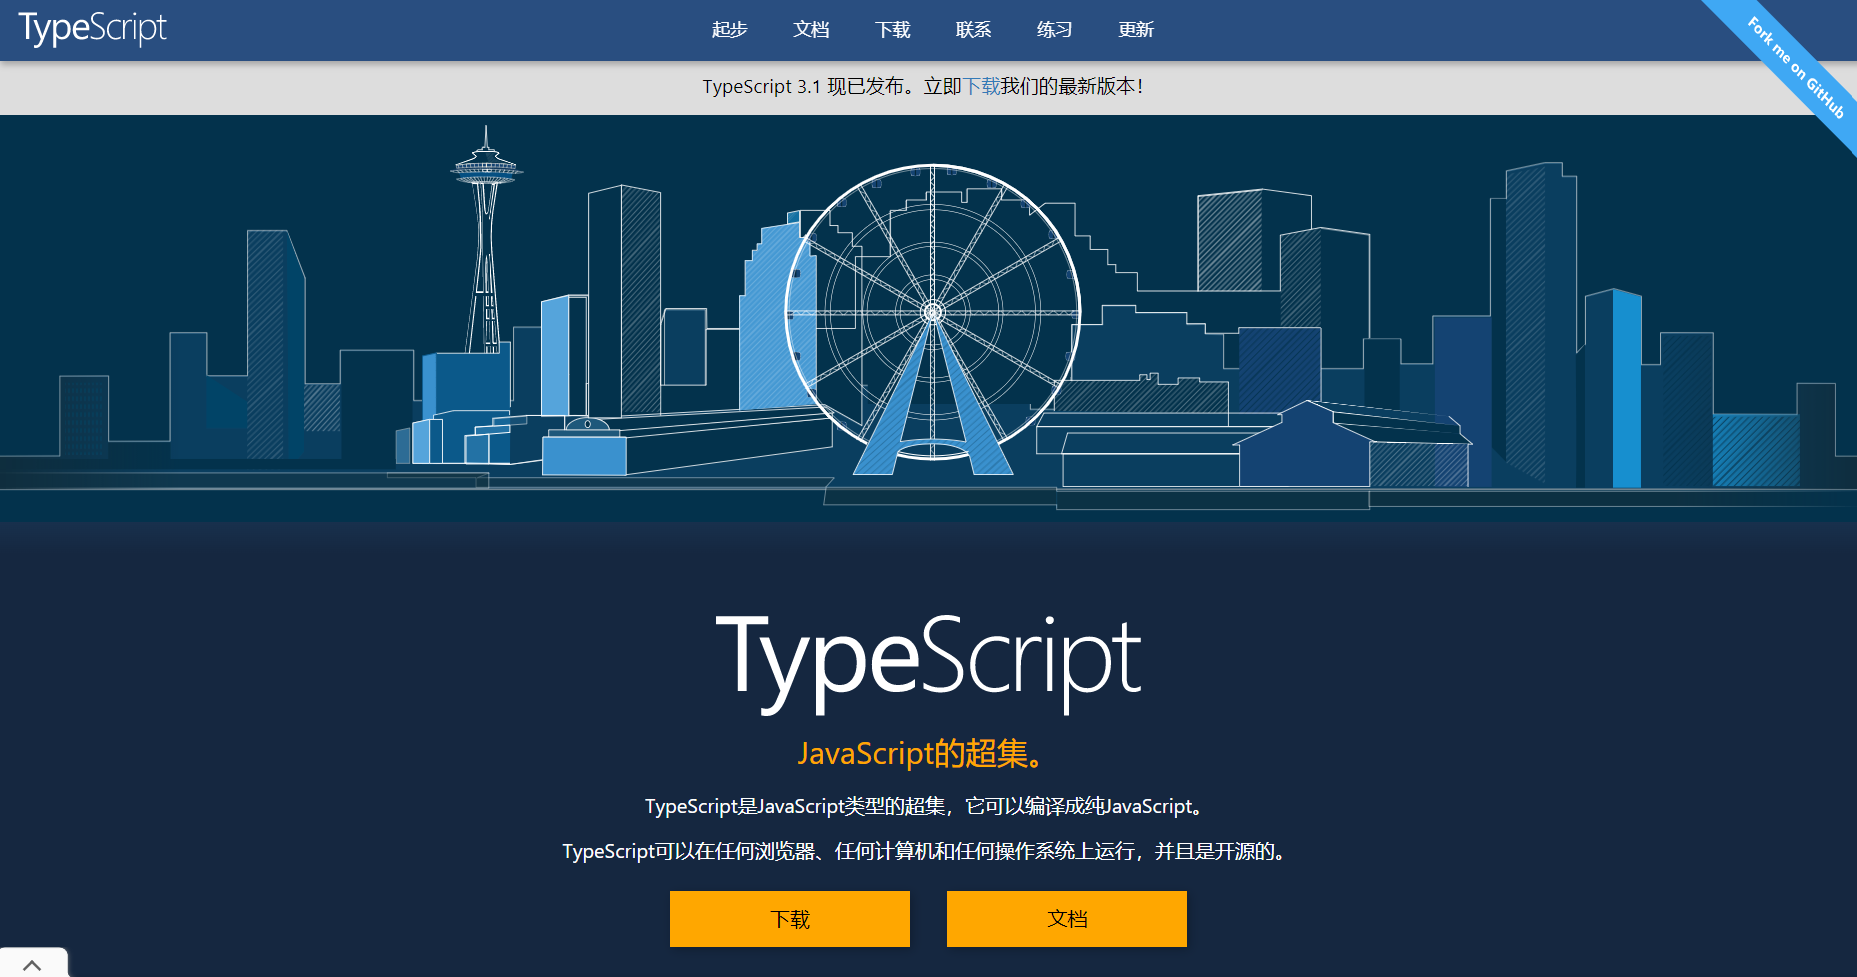 TypeScript
起步 文档 下载 联系 练习 更新
Fork me on GitHub
TypeScript 3.1 现已发布。立即下载我们的最新版本！
TypeScript
JavaScript的超集。
TypeScript是JavaScript类型的超集，它可以编译成纯JavaScript。
TypeScript可以在任何浏览器、任何计算机和任何操作系统上运行，并且是开源的。
下载 文档